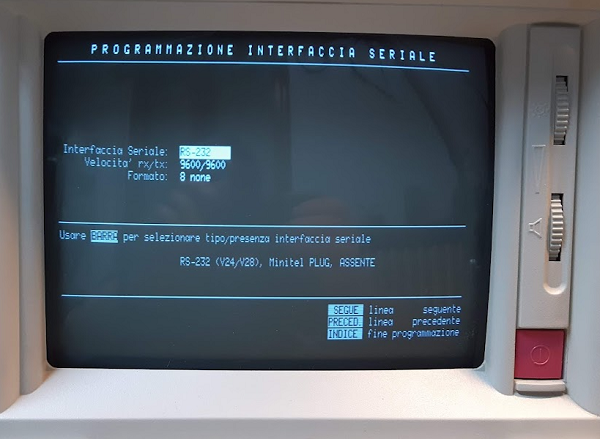 PROGRAMMAZIONE INTERFACCIA SERIALE
Interfaccia Seriale: RS-232
Velocita' rx/tx: 9600/9600
Formato: 8 none
Usare BARRA per selezionare tipo/presenza interfaccia seriale
RS-232 (V24/V28), Minitel PLUG, ASSENTE
SEGUE linea seguente
PRECED. linea precedente
INDICE fine programmazione